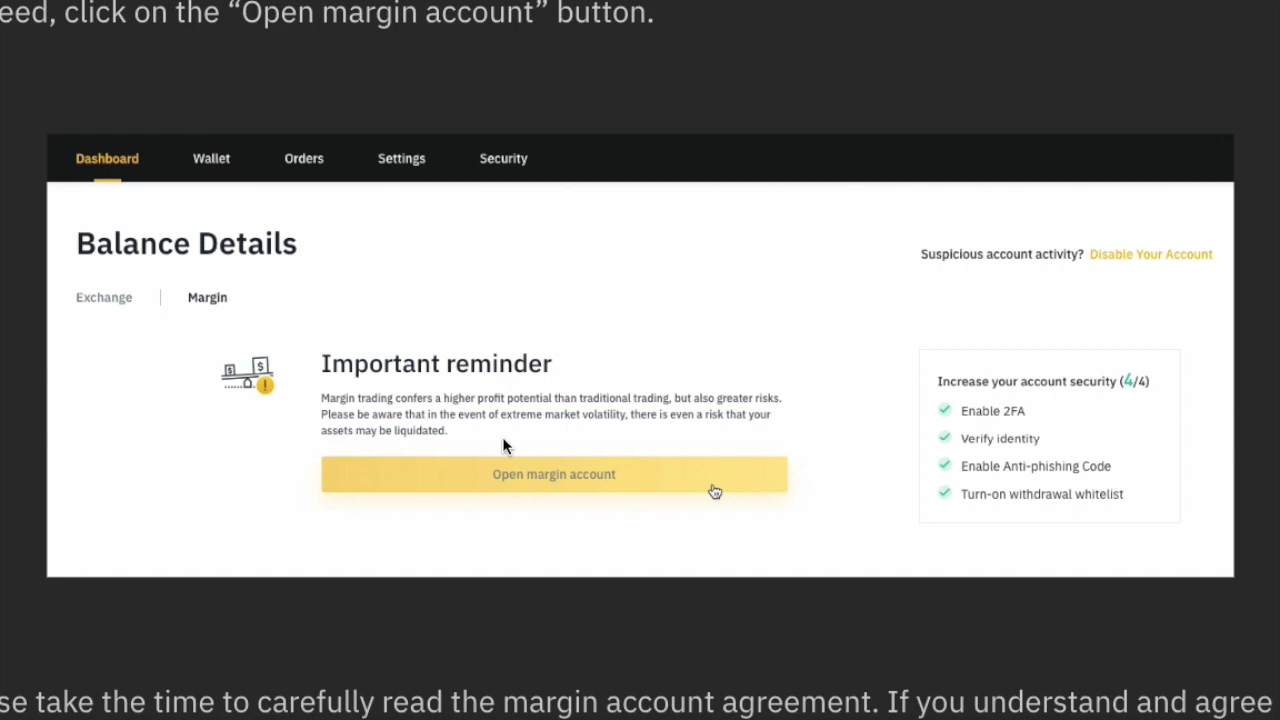 eed, click on the “Open margin account” button.
Dashboard Wallet Orders Settings Security
Balance Details
Suspicious account activity? Disable Your Account
Exchange Margin
Important reminder
Margin trading confers a higher profit potential than traditional trading, but also greater risks.
Please be aware that in the event of extreme market volatility, there is even a risk that your
assets may be liquidated.
Open margin account
Increase your account security (4/4)
Enable 2FA
Verify identity
Enable Anti-phishing Code
Turn-on withdrawal whitelist
se take the time to carefully read the margin account agreement. If you understand and agree